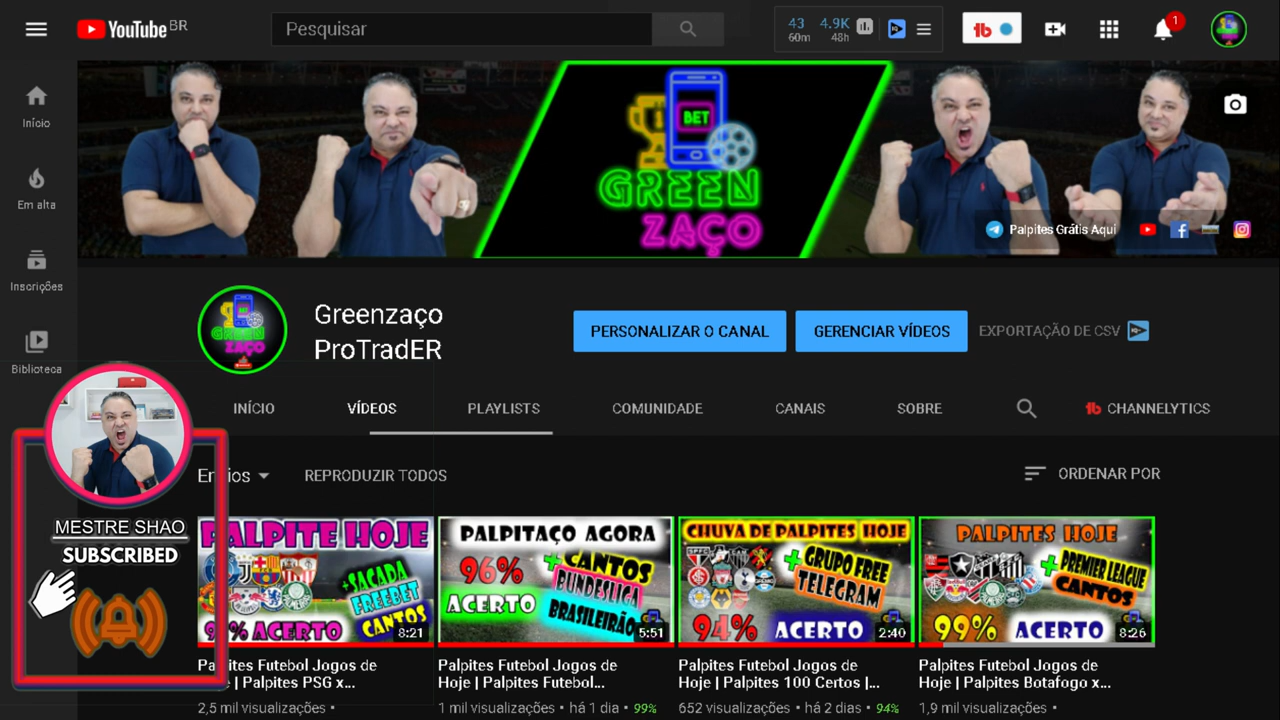 YouTube BR
Pesquisar
43
60m
4.9K
48h
1
Início
Em alta
Inscrições
Biblioteca
BET
GREEN
ZAÇO
Palpites Grátis Aqui
Greenzaço
ProTradER
PERSONALIZAR O CANAL
GERENCIAR VÍDEOS
EXPORTAÇÃO DE CSV
INÍCIO
VÍDEOS
PLAYLISTS
COMUNIDADE
CANAIS
SOBRE
CHANNELYTICS
REPRODUZIR TODOS
ORDENAR POR
MESTRE SHAO
SUBSCRIBED
PALPITE HOJE
+SACADA
FREEBET
CANTOS
ACERTO
8:21
PALPITAÇO AGORA
96%
ACERTO
+CANTOS
BUNDESLIGA
BRASILEIRÃO
5:51
CHUVA DE PALPITES HOJE
+GRUPO FREE
TELEGRAM
94% ACERTO
2:40
PALPITES HOJE
+PREMIER LEAGUE
CANTOS
99% ACERTO
8:26
Palpites Futebol Jogos de
| Palpites PSG x...
2,5 mil visualizações •
Palpites Futebol Jogos de
Hoje | Palpites Futebol...
1 mil visualizações • há 1 dia • 99%
Palpites Futebol Jogos de
Hoje | Palpites 100 Certos |...
652 visualizações • há 2 dias • 94%
Palpites Futebol Jogos de
Hoje | Palpites Botafogo x...
1,9 mil visualizações •